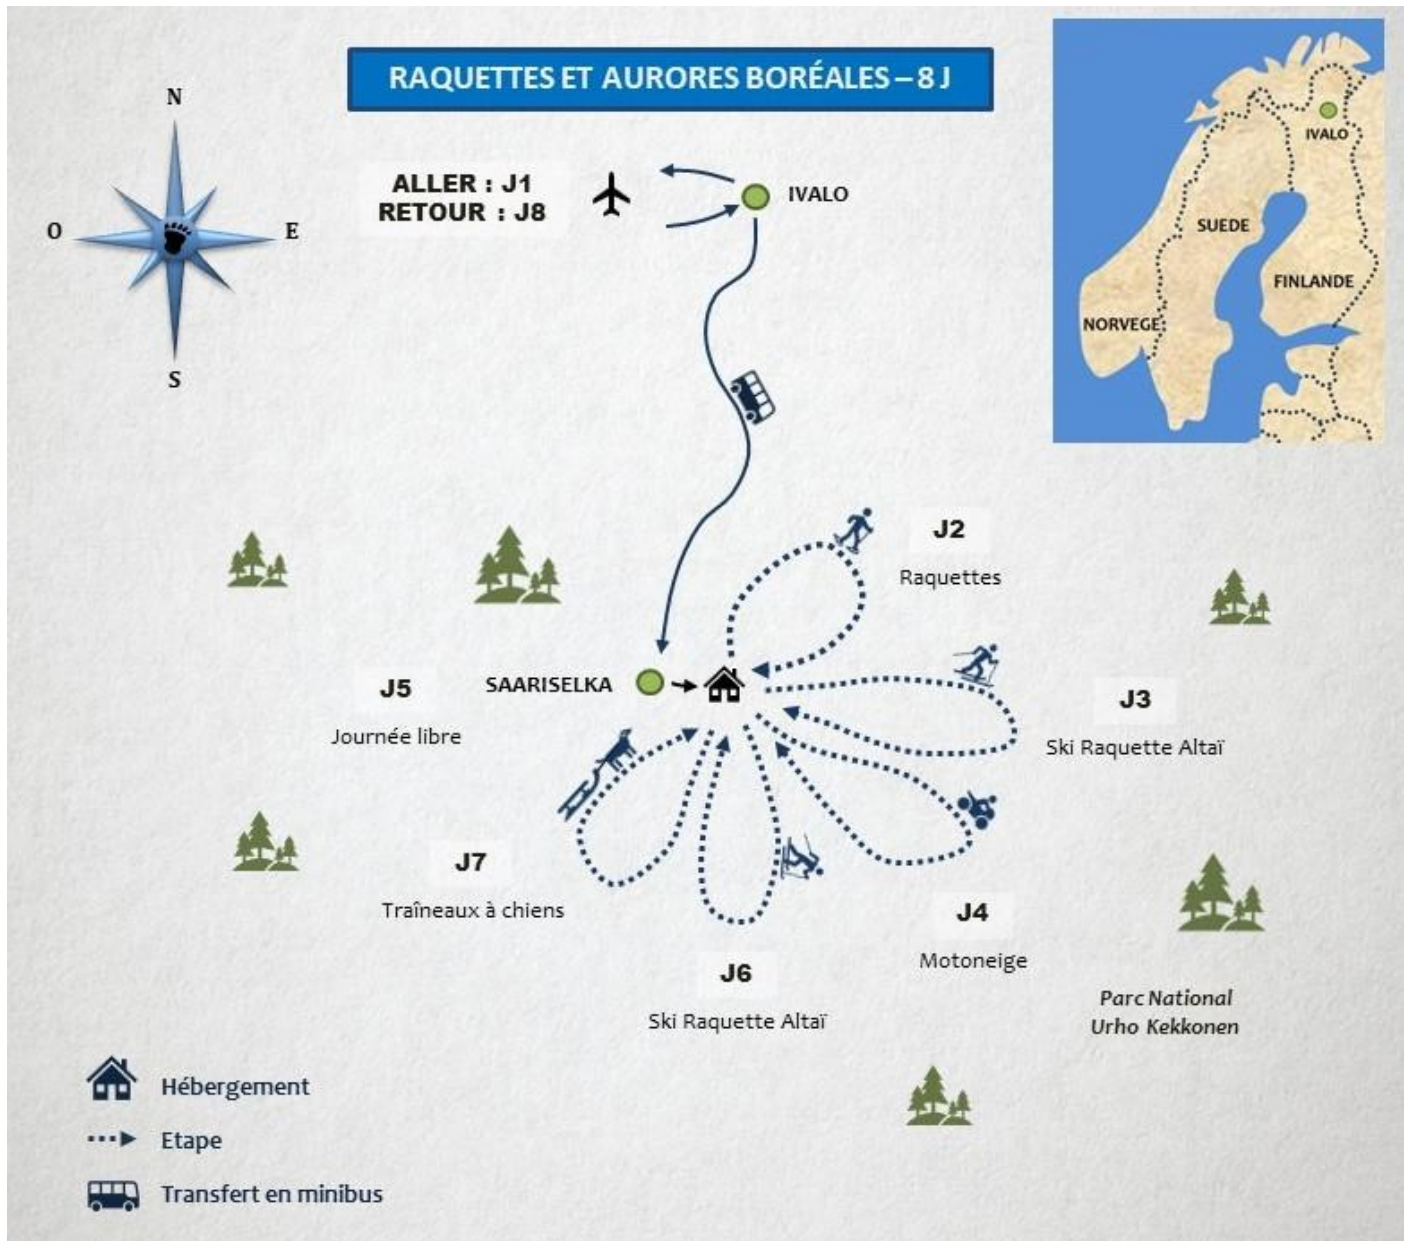 RAQUETTES ET AURORES BORÉALES – 8 J
N
O
E
S
ALLER : J1
RETOUR : J8
IVALO
IVALO
SUEDE
FINLANDE
NORVEGE
J2
Raquettes
J5
Journée libre
SAARISELKA
J3
Ski Raquette Altaï
J7
Traîneaux à chiens
J4
Motoneige
J6
Ski Raquette Altaï
Parc National
Urho Kekkonen
Hébergement
Etape
Transfert en minibus